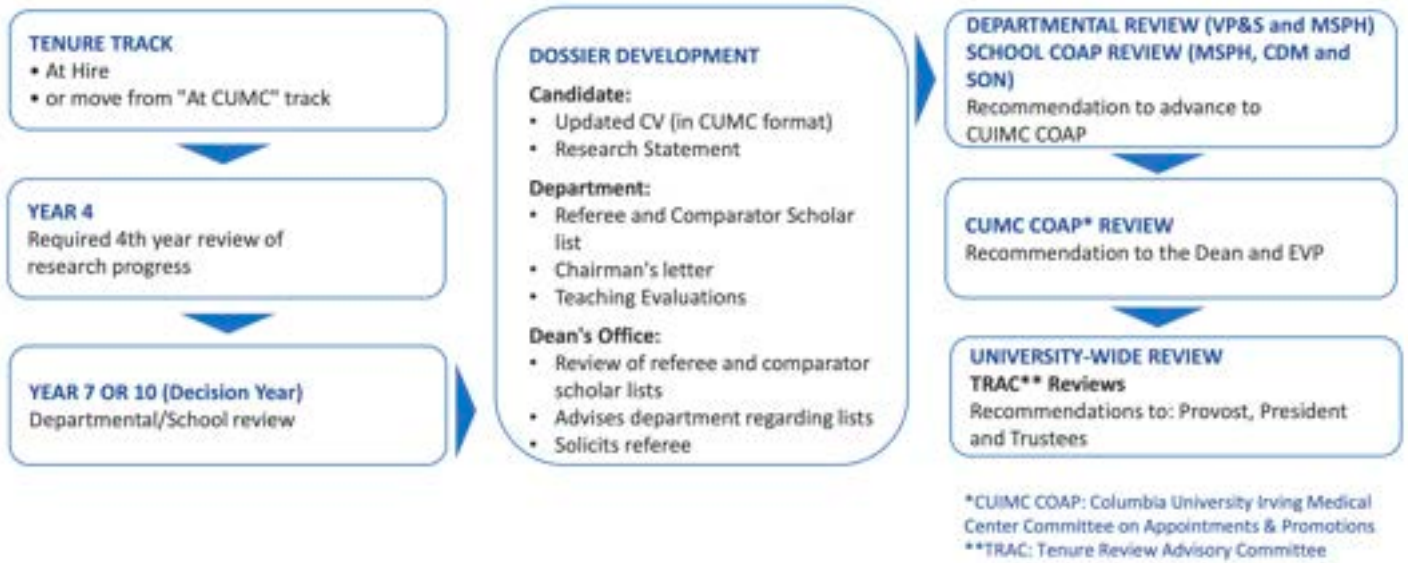 TENURE TRACK
• At Hire
• or move from "At CUMC" track
YEAR 4
Required 4th year review of
research progress
YEAR 7 OR 10 (Decision Year)
Departmental/School review
DOSSIER DEVELOPMENT
Candidate:
• Updated CV (in CUMC format)
• Research Statement
Department:
• Referee and Comparator Scholar
list
• Chairman's letter
• Teaching Evaluations
Dean's Office:
• Review of referee and comparator
scholar lists
• Advises department regarding lists
• Solicits referee
DEPARTMENTAL REVIEW (VP&S and MSPH)
SCHOOL COAP REVIEW (MSPH, CDM and
SON)
Recommendation to advance to
CUIMC COAP
CUMC COAP* REVIEW
Recommendation to the Dean and EVP
UNIVERSITY-WIDE REVIEW
TRAC** Reviews
Recommendations to: Provost, President
and Trustees
*CUIMC COAP: Columbia University Irving Medical
Center Committee on Appointments & Promotions
**TRAC: Tenure Review Advisory Committee